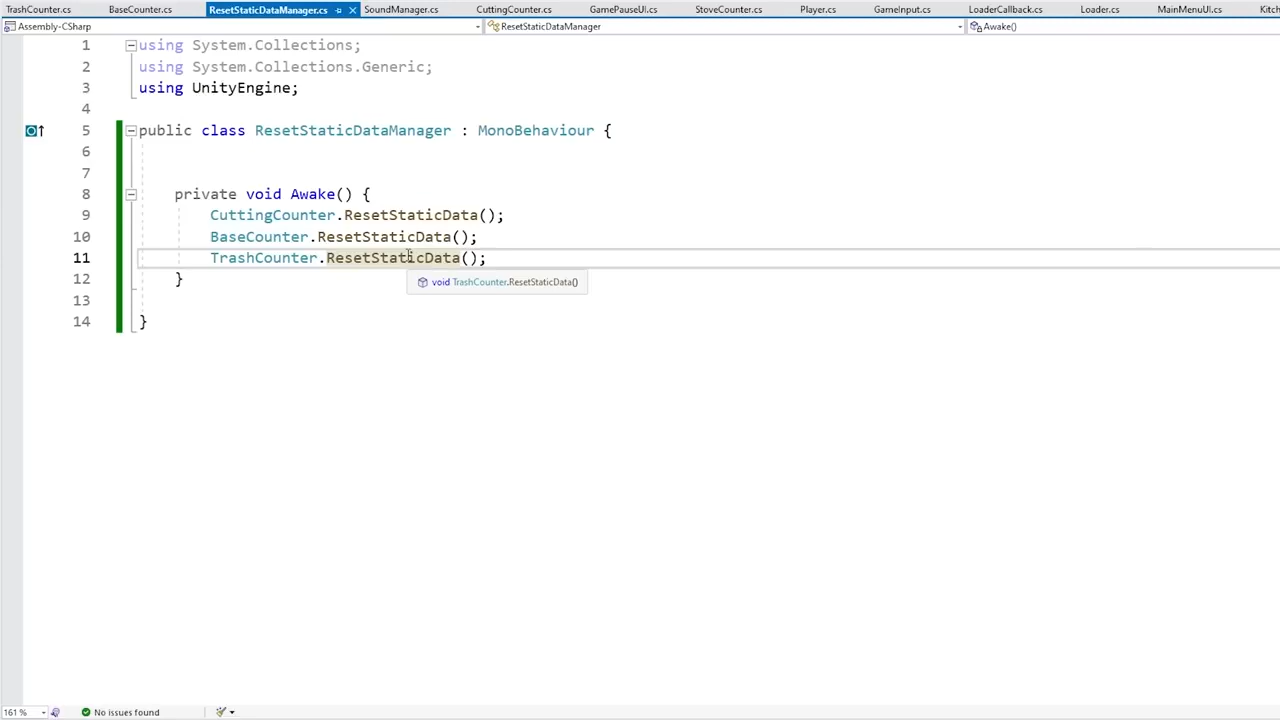 TrashCounter.cs BaseCounter.cs ResetStaticDataManager.cs SoundManager.cs CuttingCounter.cs GamePauseUI.cs StoveCounter.cs Player.cs GameInput.cs LoaderCallback.cs Loader.cs MainMenuUI.cs Kitch
Assembly-CSharp ResetStaticDataManager Awake()
1 using System.Collections;
2 using System.Collections.Generic;
3 using UnityEngine;
4
5 public class ResetStaticDataManager : MonoBehaviour {
6
7
8 private void Awake() {
9 CuttingCounter.ResetStaticData();
10 BaseCounter.ResetStaticData();
11 TrashCounter.ResetStaticData();
12 }
void TrashCounter.ResetStaticData()
13
14 }
161 % No issues found